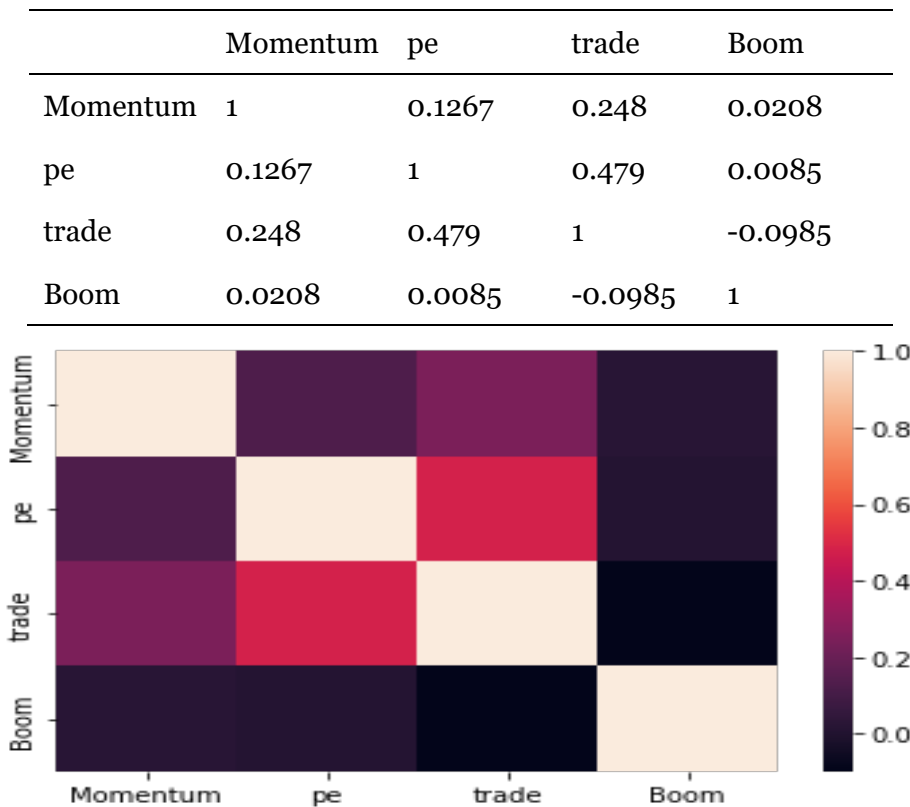 Momentum pe trade Boom
Momentum 1 0.1267 0.248 0.0208
pe 0.1267 1 0.479 0.0085
trade 0.248 0.479 1 -0.0985
Boom 0.0208 0.0085 -0.0985 1
Momentum
pe
trade
Boom
1.0
0.8
0.6
0.4
0.2
0.0
Momentum pe trade Boom